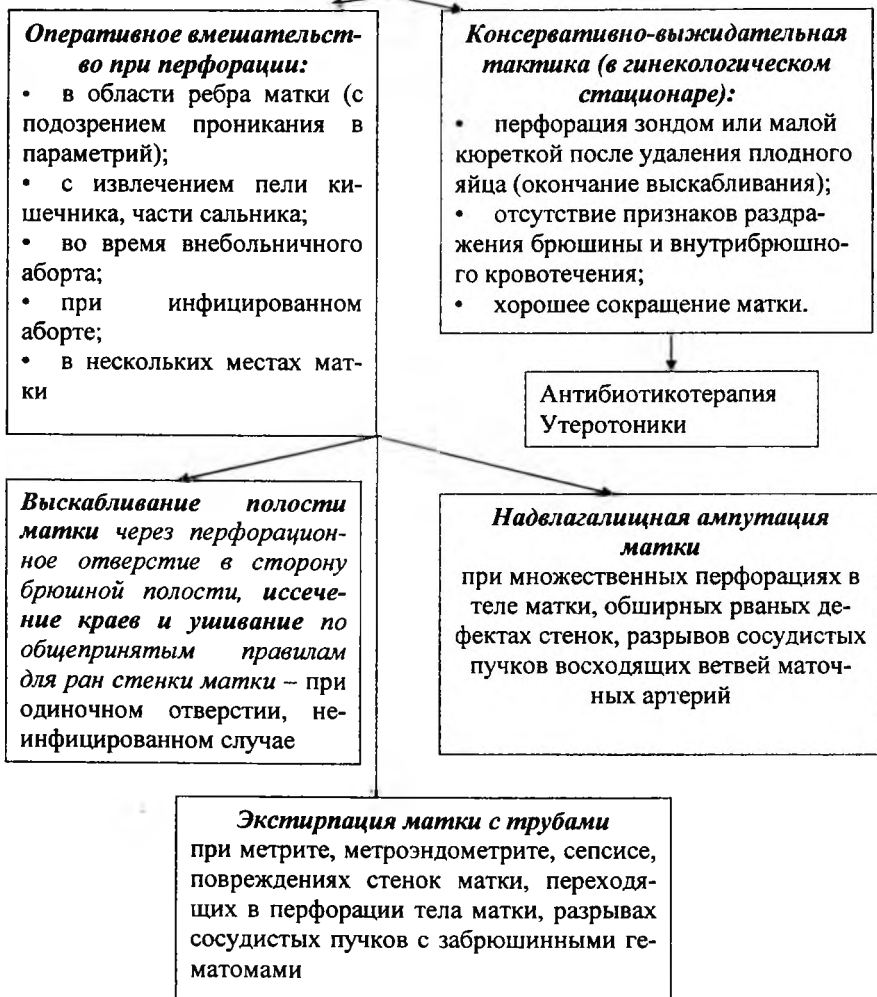 Оперативное вмешательст-
во при перфорации:
• в области ребра матки (с
подозрением проникания в
параметрий);
• с извлечением пели ки-
шечника, части сальника;
• во время внебольничного
аборта;
• при инфицированном
аборте;
• в нескольких местах мат-
ки
Консервативно-выжидательная
тактика (в гинекологическом
стационаре):
• перфорация зондом или малой
кюреткой после удаления плодного
яйца (окончание выскабливания);
• отсутствие признаков раздра-
жения брюшины и внутрибрюшно-
го кровотечения;
• хорошее сокращение матки.
Антибиотикотерапия
Утеротоники
Выскабливание полости
матки через перфорацион-
ное отверстие в сторону
брюшной полости, иссече-
ние краев и ушивание по
общепринятым правилам
для ран стенки матки – при
одиночном отверстии, не-
инфицированном случае
Надвлагалищная ампутация
матки
при множественных перфорациях в
теле матки, обширных рваных де-
фектах стенок, разрывов сосудистых
пучков восходящих ветвей маточ-
ных артерий
Экстирпация матки с трубами
при метрите, метроэндометрите, сепсисе,
повреждениях стенок матки, переходя-
щих в перфорации тела матки, разрывах
сосудистых пучков с забрюшинными ге-
матомами